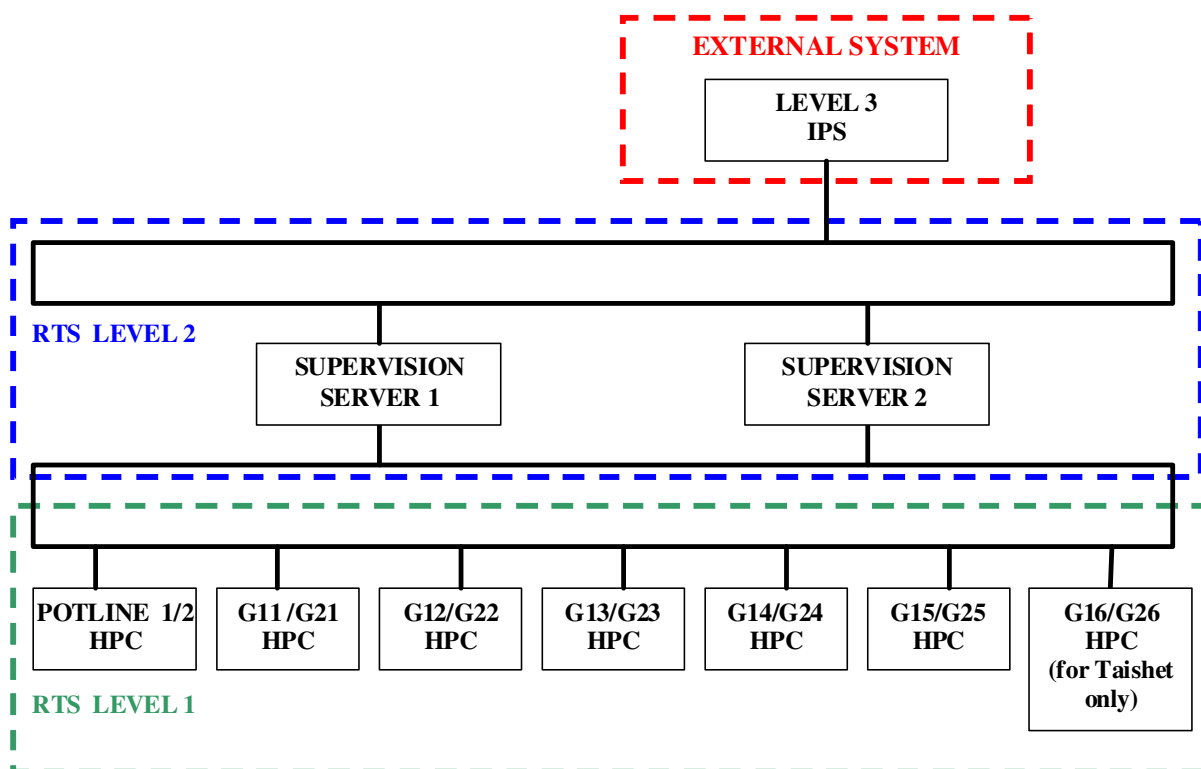 EXTERNAL SYSTEM
LEVEL 3
IPS
RTS LEVEL 2
SUPERVISION
SERVER 1
SUPERVISION
SERVER 2
POTLINE 1/2
HPC
G11/G21
HPC
G12/G22
HPC
G13/G23
HPC
G14/G24
HPC
G15/G25
HPC
G16/G26
HPC
(for Taishet
only)
RTS LEVEL 1